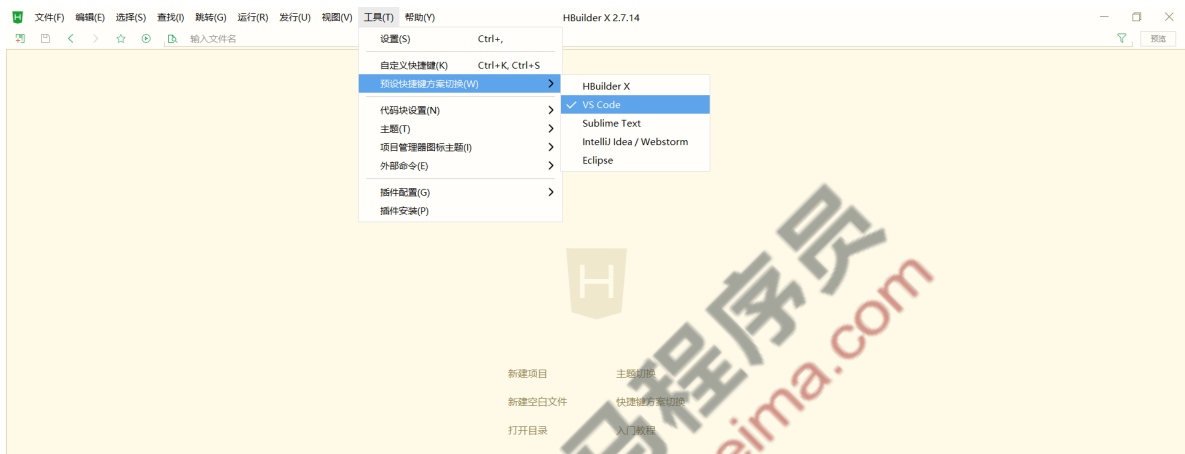 文件(F) 编辑(E) 选择(S) 查找(I) 跳转(G) 运行(R) 发行(U) 视图(V) 工具(T) 帮助(Y) HBuilder X 2.7.14
输入文件名 预览
设置(S) Ctrl+,
自定义快捷键(K) Ctrl+K, Ctrl+S
预设快捷键方案切换(W)
HBuilder X
VS Code
Sublime Text
IntelliJ Idea / Webstorm
Eclipse
代码块设置(N)
主题(T)
项目管理器图标主题(I)
外部命令(E)
插件配置(G)
插件安装(P)
H
新建项目 主题切换
新建空白文件 快捷键方案切换
打开目录 入门教程
马程序员
eima.com